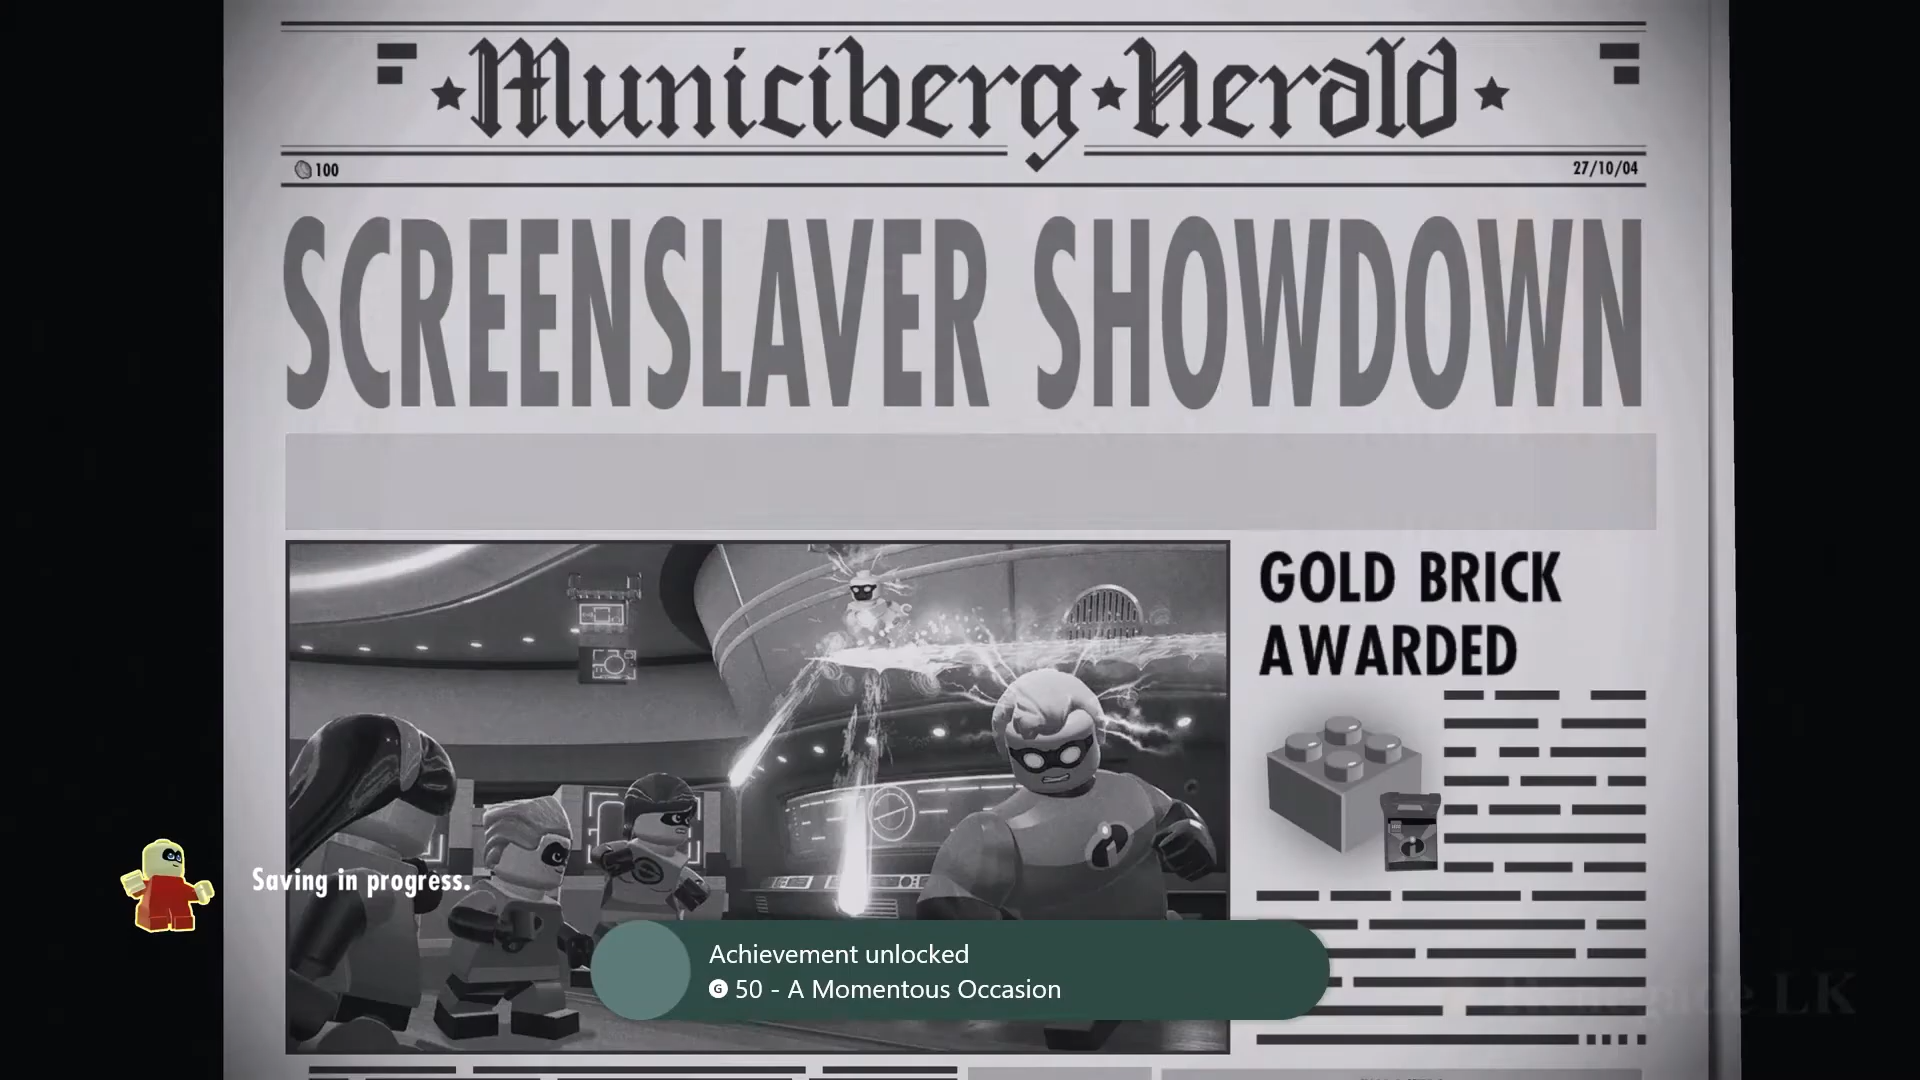 Municiberg Herald
100
27/10/04
SCREENSLAVER SHOWDOWN
GOLD BRICK
AWARDED
Saving in progress.
Achievement unlocked
G 50 - A Momentous Occasion
LK